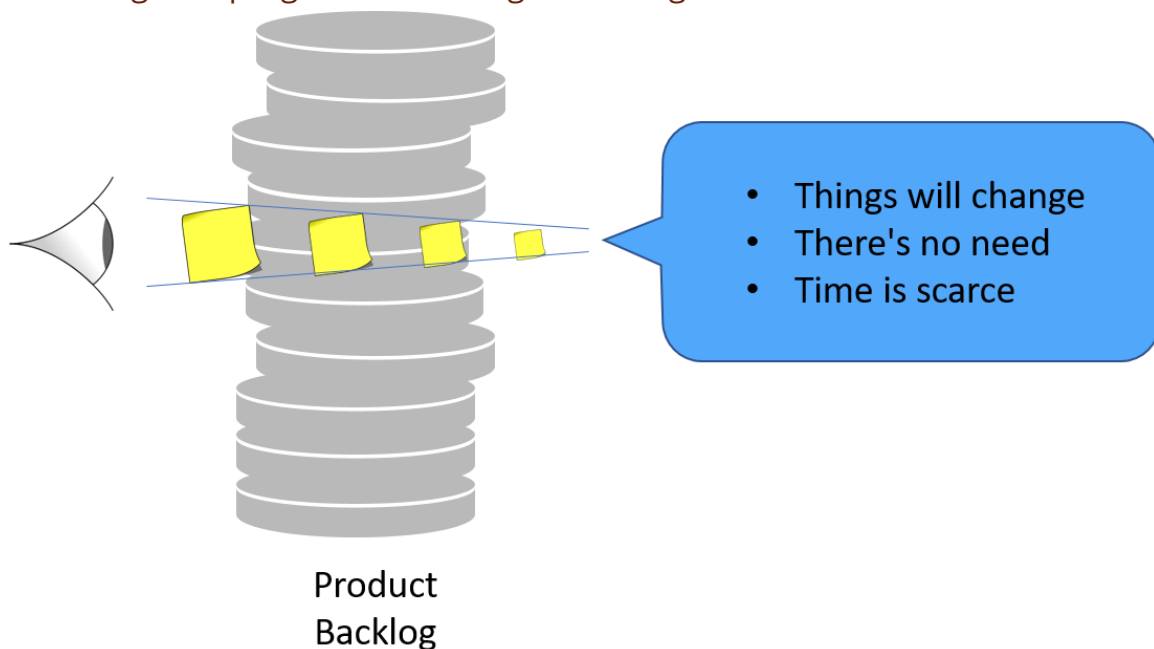 • Things will change
• There's no need
• Time is scarce
Product
Backlog